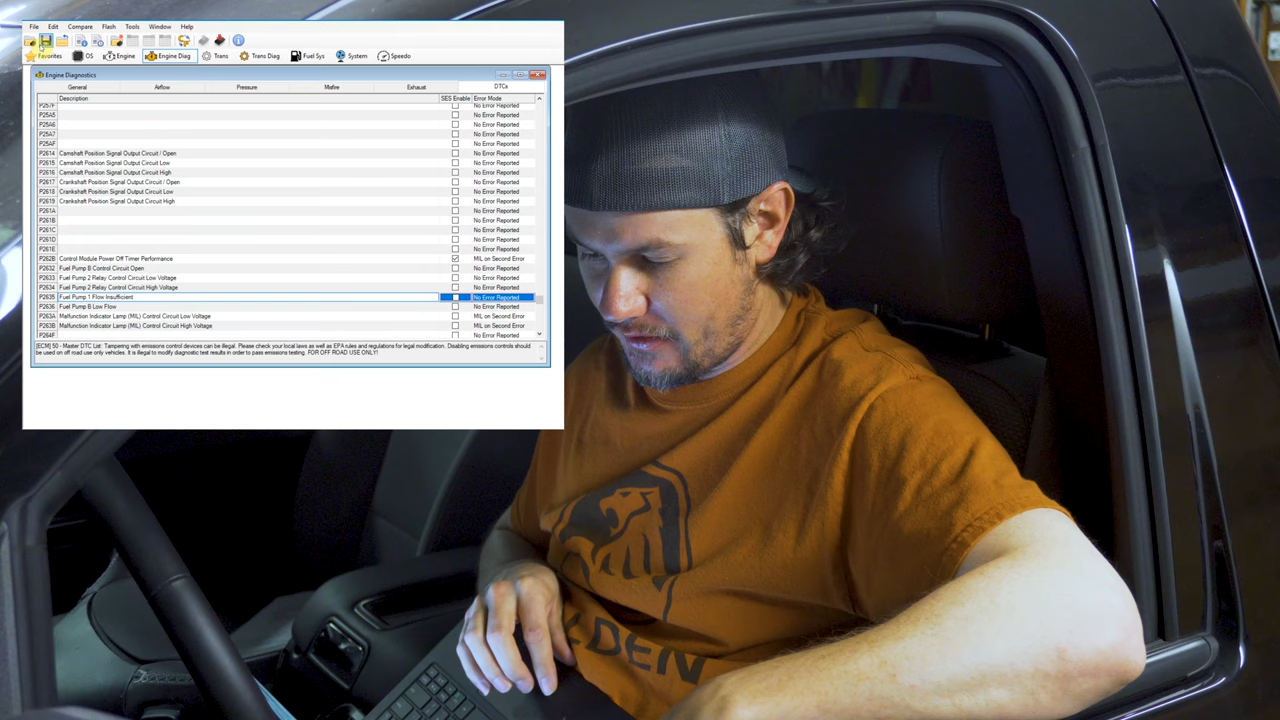 File Edit Compare Flash Tools Window Help
Favorites OS Engine Engine Diag Trans Trans Diag Fuel Sys System Speedo
Engine Diagnostics
General Airflow Pressure Misfire Exhaust DTCs
Description SES Enable Error Mode
P257F No Error Reported
P25A5 No Error Reported
P25A6 No Error Reported
P25A7 No Error Reported
P25AF No Error Reported
P2614 Camshaft Position Signal Output Circuit / Open No Error Reported
P2615 Camshaft Position Signal Output Circuit Low No Error Reported
P2616 Camshaft Position Signal Output Circuit High No Error Reported
P2617 Crankshaft Position Signal Output Circuit / Open No Error Reported
P2618 Crankshaft Position Signal Output Circuit Low No Error Reported
P2619 Crankshaft Position Signal Output Circuit High No Error Reported
P261A No Error Reported
P261B No Error Reported
P261C No Error Reported
P261D No Error Reported
P261E No Error Reported
P262B Control Module Power Off Timer Performance MIL on Second Error
P2632 Fuel Pump B Control Circuit Open No Error Reported
P2633 Fuel Pump 2 Relay Control Circuit Low Voltage No Error Reported
P2634 Fuel Pump 2 Relay Control Circuit High Voltage No Error Reported
P2635 Fuel Pump 1 Flow Insufficient No Error Reported
P2636 Fuel Pump B Low Flow No Error Reported
P263A Malfunction Indicator Lamp (MIL) Control Circuit Low Voltage MIL on Second Error
P263B Malfunction Indicator Lamp (MIL) Control Circuit High Voltage MIL on Second Error
P264F No Error Reported
[ECM] 50 - Master DTC List: Tampering with emissions control devices can be illegal. Please check your local laws as well as EPA rules and regulations for legal modification. Disabling emissions controls should
be used on off road use only vehicles. It is illegal to modify diagnostic test results in order to pass emissions testing. FOR OFF ROAD USE ONLY!
LDEN